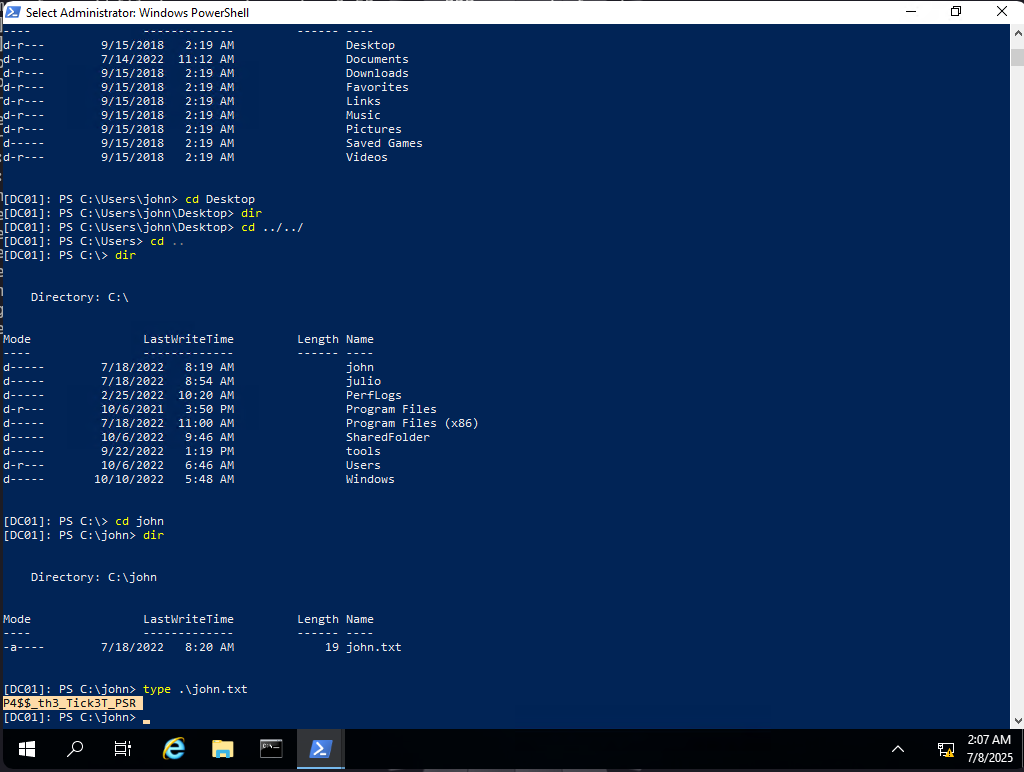 Select Administrator: Windows PowerShell
---- ------------- ------ ----
d-r--- 9/15/2018 2:19 AM Desktop
d-r--- 7/14/2022 11:12 AM Documents
d-r--- 9/15/2018 2:19 AM Downloads
d-r--- 9/15/2018 2:19 AM Favorites
d-r--- 9/15/2018 2:19 AM Links
d-r--- 9/15/2018 2:19 AM Music
d-r--- 9/15/2018 2:19 AM Pictures
d----- 9/15/2018 2:19 AM Saved Games
d-r--- 9/15/2018 2:19 AM Videos
[DC01]: PS C:\Users\john> cd Desktop
[DC01]: PS C:\Users\john\Desktop> dir
[DC01]: PS C:\Users\john\Desktop> cd ../../
[DC01]: PS C:\Users> cd ..
[DC01]: PS C:\> dir
Directory: C:\
Mode LastWriteTime Length Name
---- ------------- ------ ----
d----- 7/18/2022 8:19 AM john
d----- 7/18/2022 8:54 AM julio
d----- 2/25/2022 10:20 AM PerfLogs
d-r--- 10/6/2021 3:50 PM Program Files
d----- 7/18/2022 11:00 AM Program Files (x86)
d----- 10/6/2022 9:46 AM SharedFolder
d----- 9/22/2022 1:19 PM tools
d-r--- 10/6/2022 6:46 AM Users
d----- 10/10/2022 5:48 AM Windows
[DC01]: PS C:\> cd john
[DC01]: PS C:\john> dir
Directory: C:\john
Mode LastWriteTime Length Name
---- ------------- ------ ----
-a---- 7/18/2022 8:20 AM 19 john.txt
[DC01]: PS C:\john> type .\john.txt
P4$$_th3_Tick3T_PSR
[DC01]: PS C:\john>
2:07 AM
7/8/2025